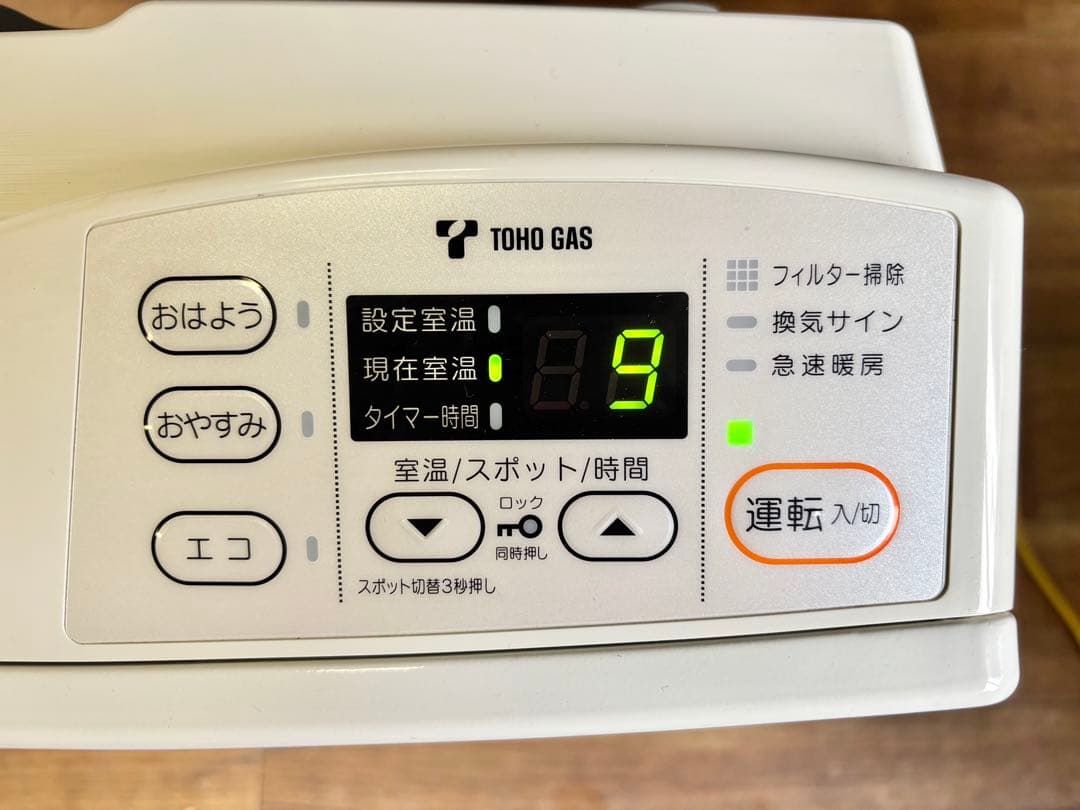 TOHO GAS
おはよう
おやすみ
エコ
設定室温
現在室温
タイマー時間
9
室温/スポット/時間
ロック
同時押し
スポット切替3秒押し
フィルター掃除
換気サイン
急速暖房
運転 入/切